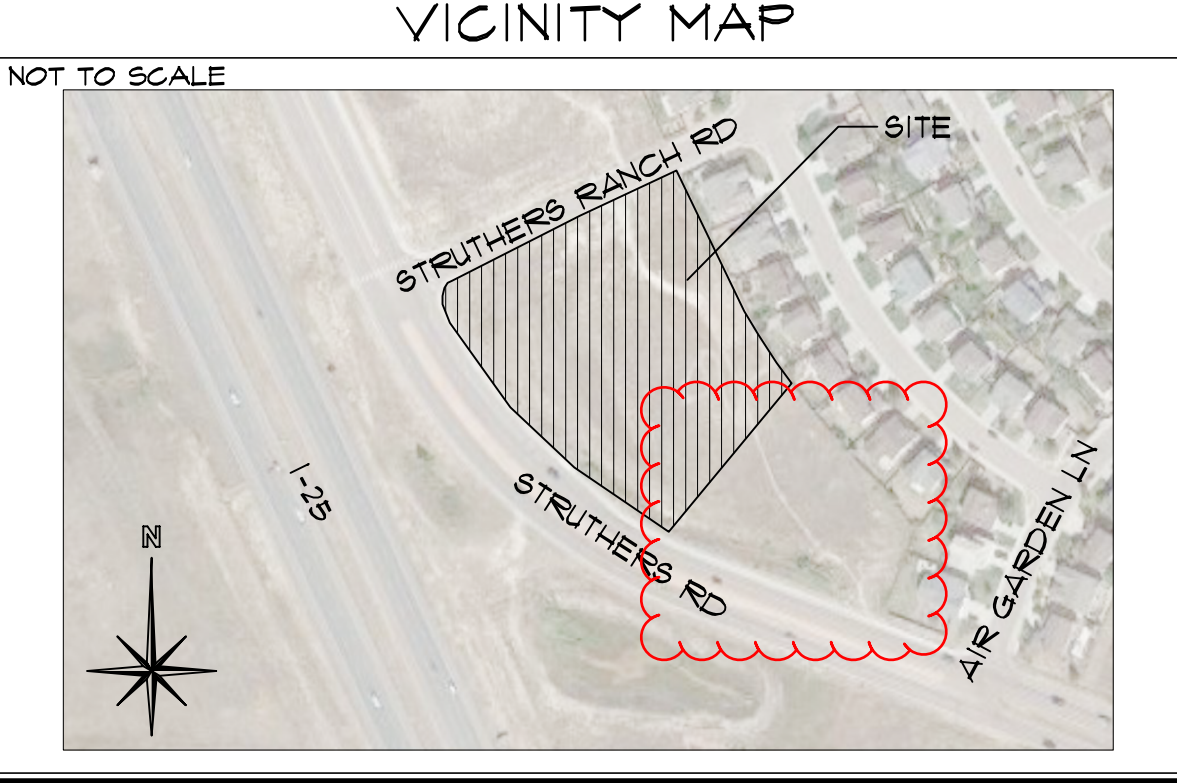 VICINITY MAP
NOT TO SCALE
SITE
STRUTHERS RANCH RD
I-25
STRUTHERS RD
AIR GARDEN LN
N